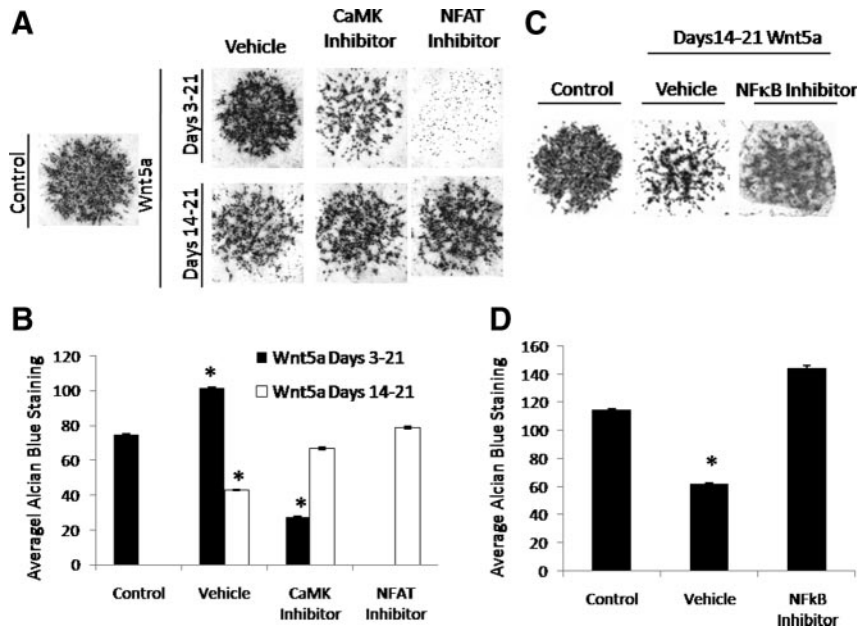 A
Vehicle
CaMK
Inhibitor
NFAT
Inhibitor
Control
Wnt5a
Days 3-21
Days 14-21
C
Days14-21 Wnt5a
Control
Vehicle
NFκB Inhibitor
B
Averagel Alcian Blue Staining
120
100
80
60
40
20
0
*
*
*
Wnt5a Days 3-21
Wnt5a Days 14-21
Control
Vehicle
CaMK
Inhibitor
NFAT
Inhibitor
D
Average Alcian Blue Staining
160
140
120
100
80
60
40
20
0
*
Control
Vehicle
NFkB
Inhibitor